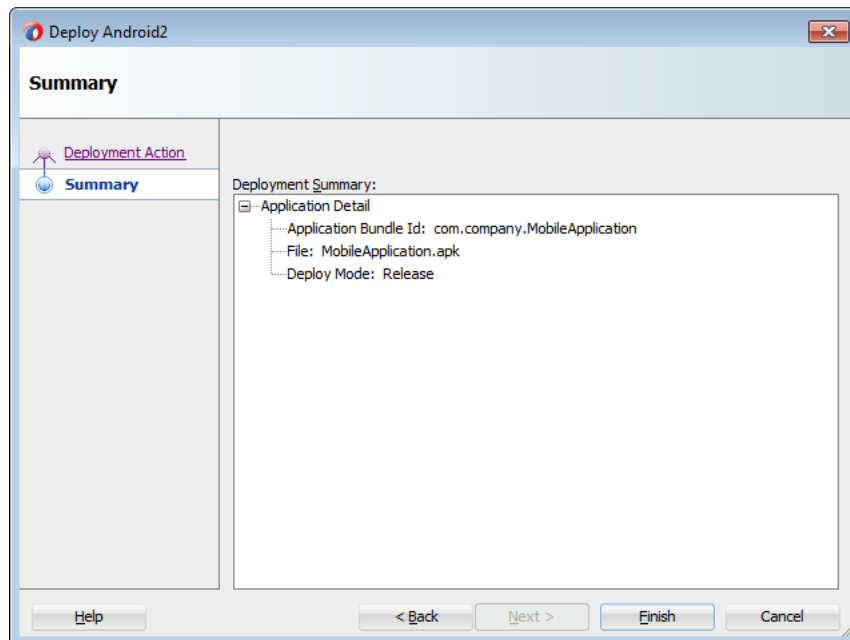 Deploy Android2
Summary
Deployment Action
Summary
Deployment Summary:
Application Detail
Application Bundle Id: com.company.MobileApplication
File: MobileApplication.apk
Deploy Mode: Release
Help
< Back
Next >
Finish
Cancel